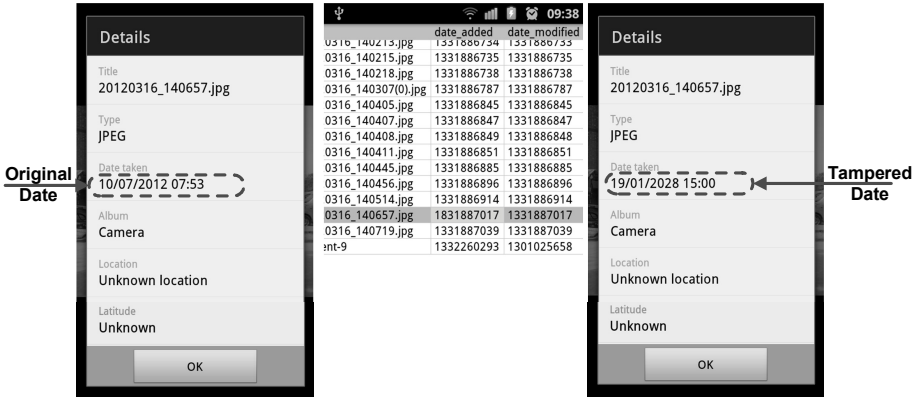 Details
Title
20120316_140657.jpg
Type
JPEG
Date taken
10/07/2012 07:53
Album
Camera
Location
Unknown location
Latitude
Unknown
OK
Original
Date
09:38
date_added date_modified
0316_140213.jpg 1331886734 1331886733
0316_140215.jpg 1331886735 1331886735
0316_140218.jpg 1331886738 1331886738
0316_140307(0).jpg 1331886787 1331886787
0316_140405.jpg 1331886845 1331886845
0316_140407.jpg 1331886847 1331886847
0316_140408.jpg 1331886849 1331886848
0316_140411.jpg 1331886851 1331886851
0316_140445.jpg 1331886885 1331886885
0316_140456.jpg 1331886896 1331886896
0316_140514.jpg 1331886914 1331886914
0316_140657.jpg 1831887017 1331887017
0316_140719.jpg 1331887039 1331887039
ent-9 1332260293 1301025658
Details
Title
20120316_140657.jpg
Type
JPEG
Date taken
19/01/2028 15:00
Album
Camera
Location
Unknown location
Latitude
Unknown
OK
Tampered
Date